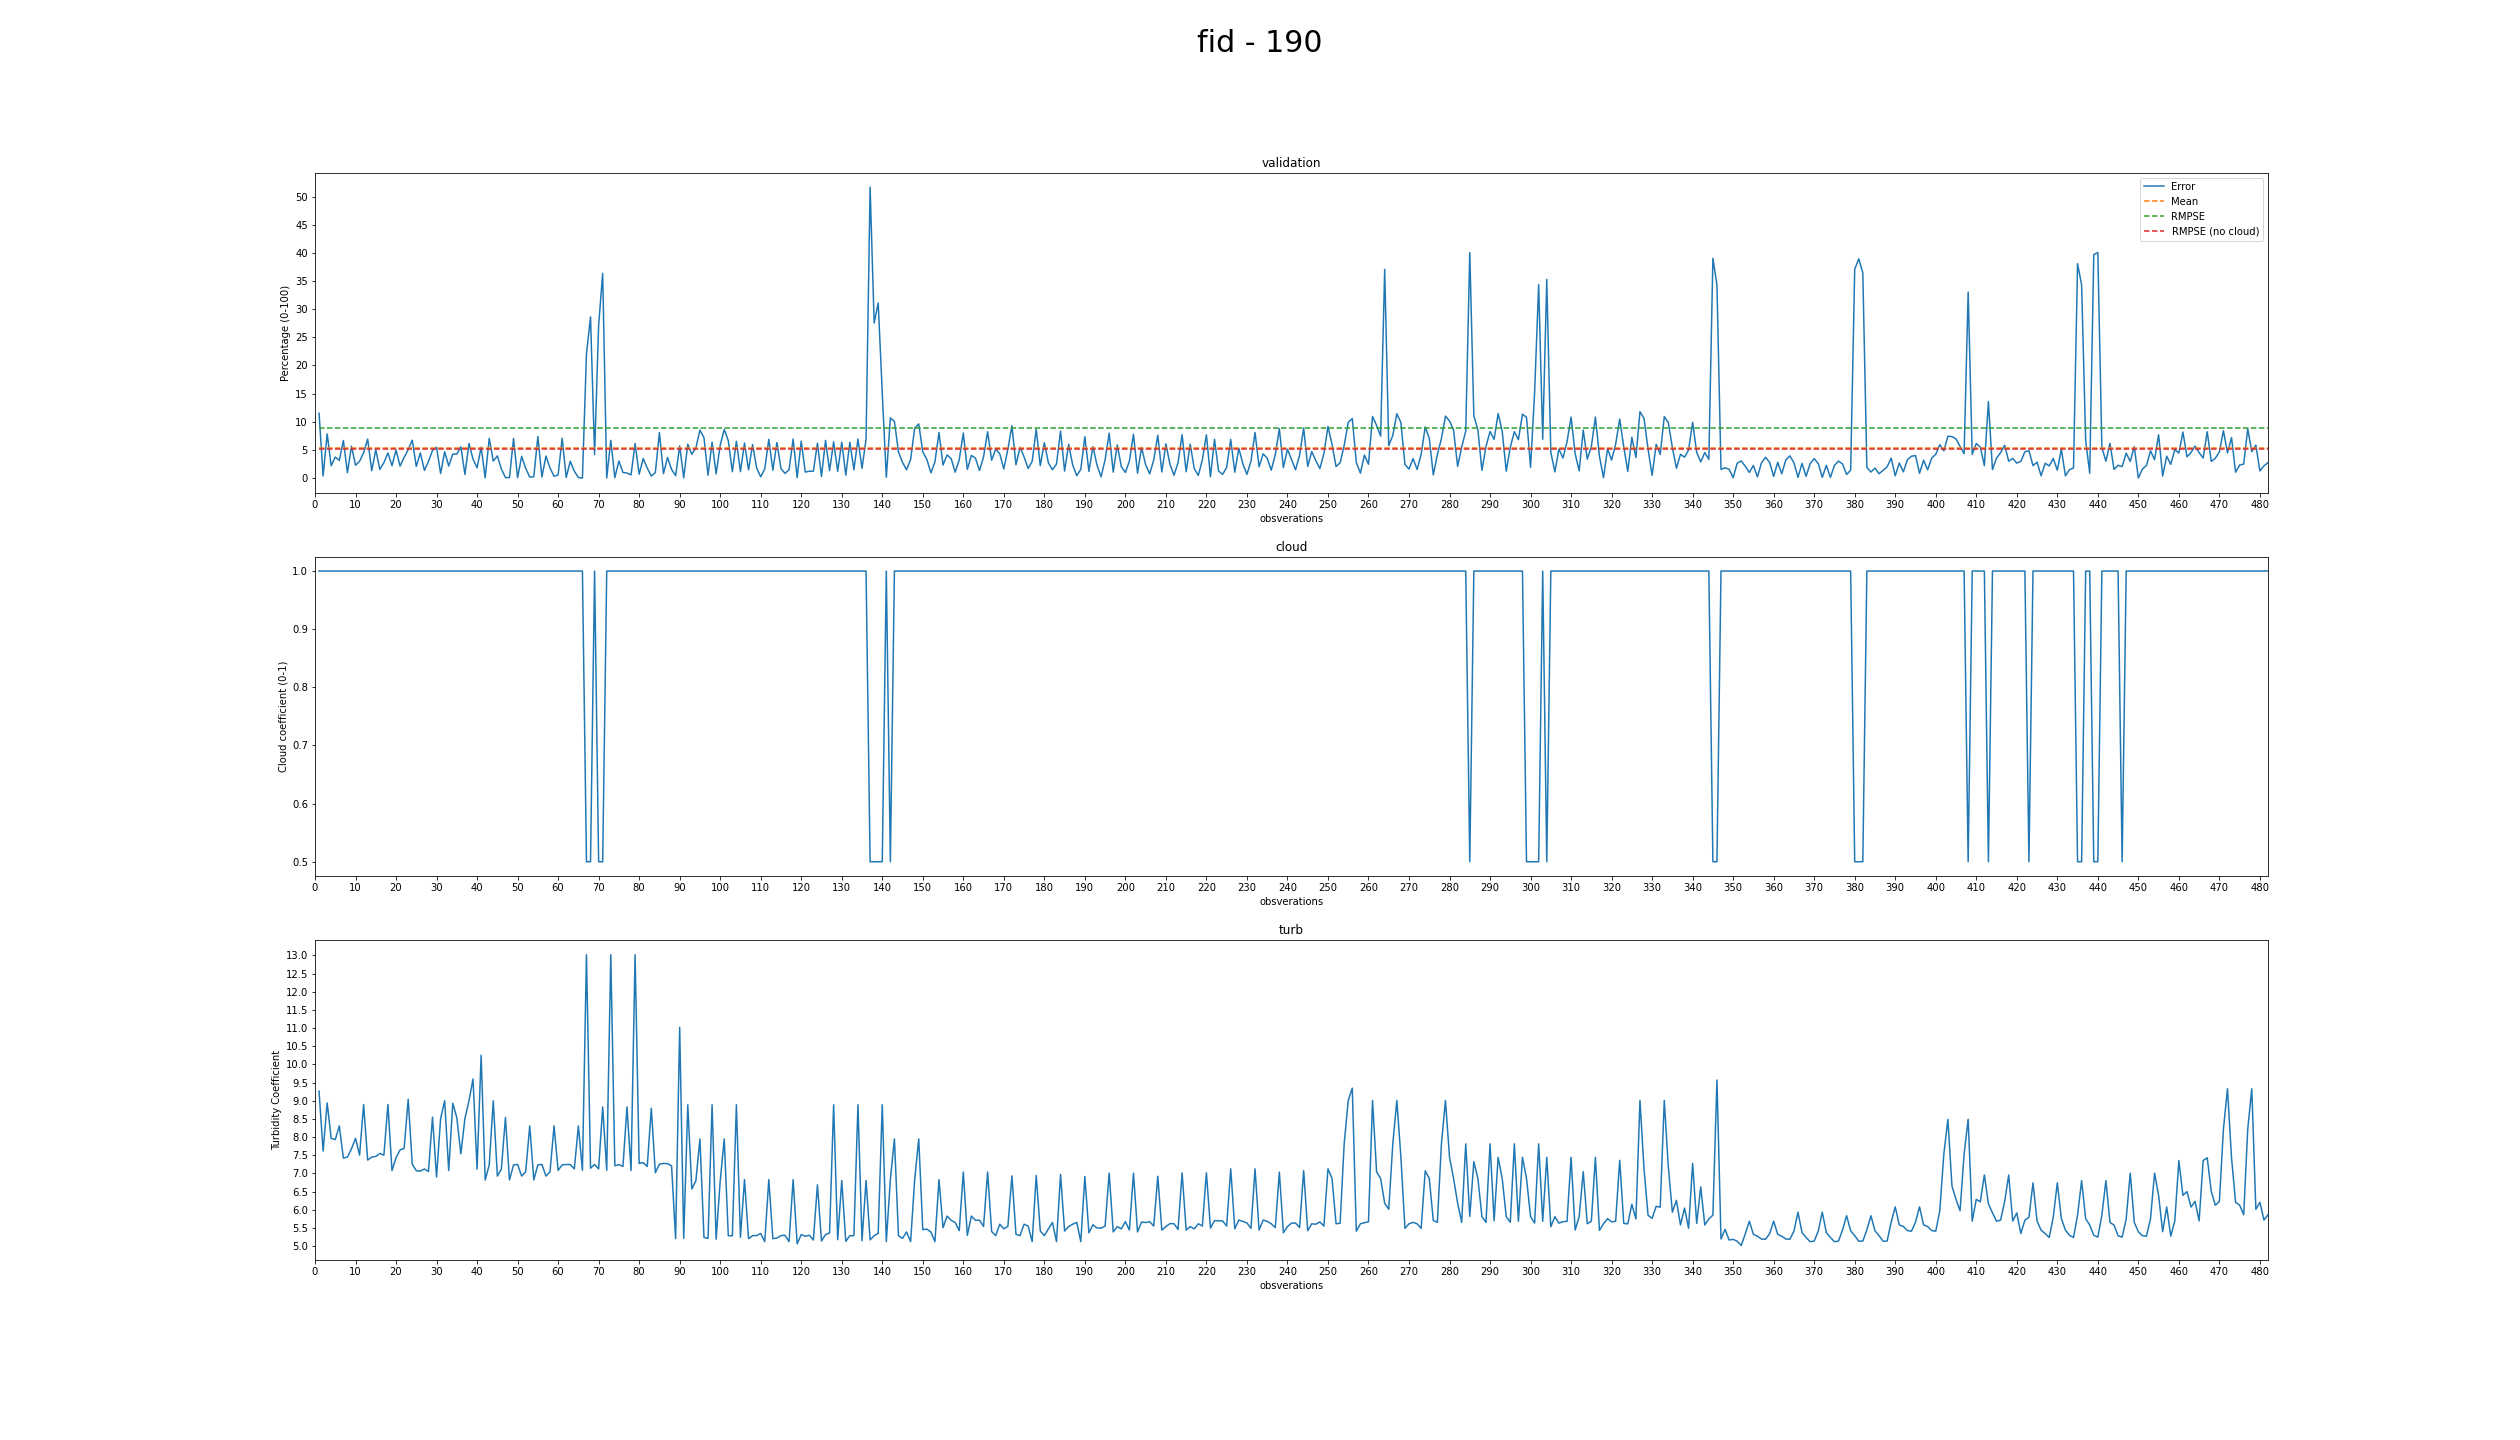 fid - 190
validation
Percentage (0-100)
50
45
40
35
30
25
20
15
10
5
0
Error
Mean
RMPSE
RMPSE (no cloud)
0 10 20 30 40 50 60 70 80 90 100 110 120 130 140 150 160 170 180 190 200 210 220 230 240 250 260 270 280 290 300 310 320 330 340 350 360 370 380 390 400 410 420 430 440 450 460 470 480
obsverations
cloud
Cloud coefficient (0-1)
1.0
0.9
0.8
0.7
0.6
0.5
0 10 20 30 40 50 60 70 80 90 100 110 120 130 140 150 160 170 180 190 200 210 220 230 240 250 260 270 280 290 300 310 320 330 340 350 360 370 380 390 400 410 420 430 440 450 460 470 480
obsverations
turb
Turbidity Coefficient
13.0
12.5
12.0
11.5
11.0
10.5
10.0
9.5
9.0
8.5
8.0
7.5
7.0
6.5
6.0
5.5
5.0
0 10 20 30 40 50 60 70 80 90 100 110 120 130 140 150 160 170 180 190 200 210 220 230 240 250 260 270 280 290 300 310 320 330 340 350 360 370 380 390 400 410 420 430 440 450 460 470 480
obsverations